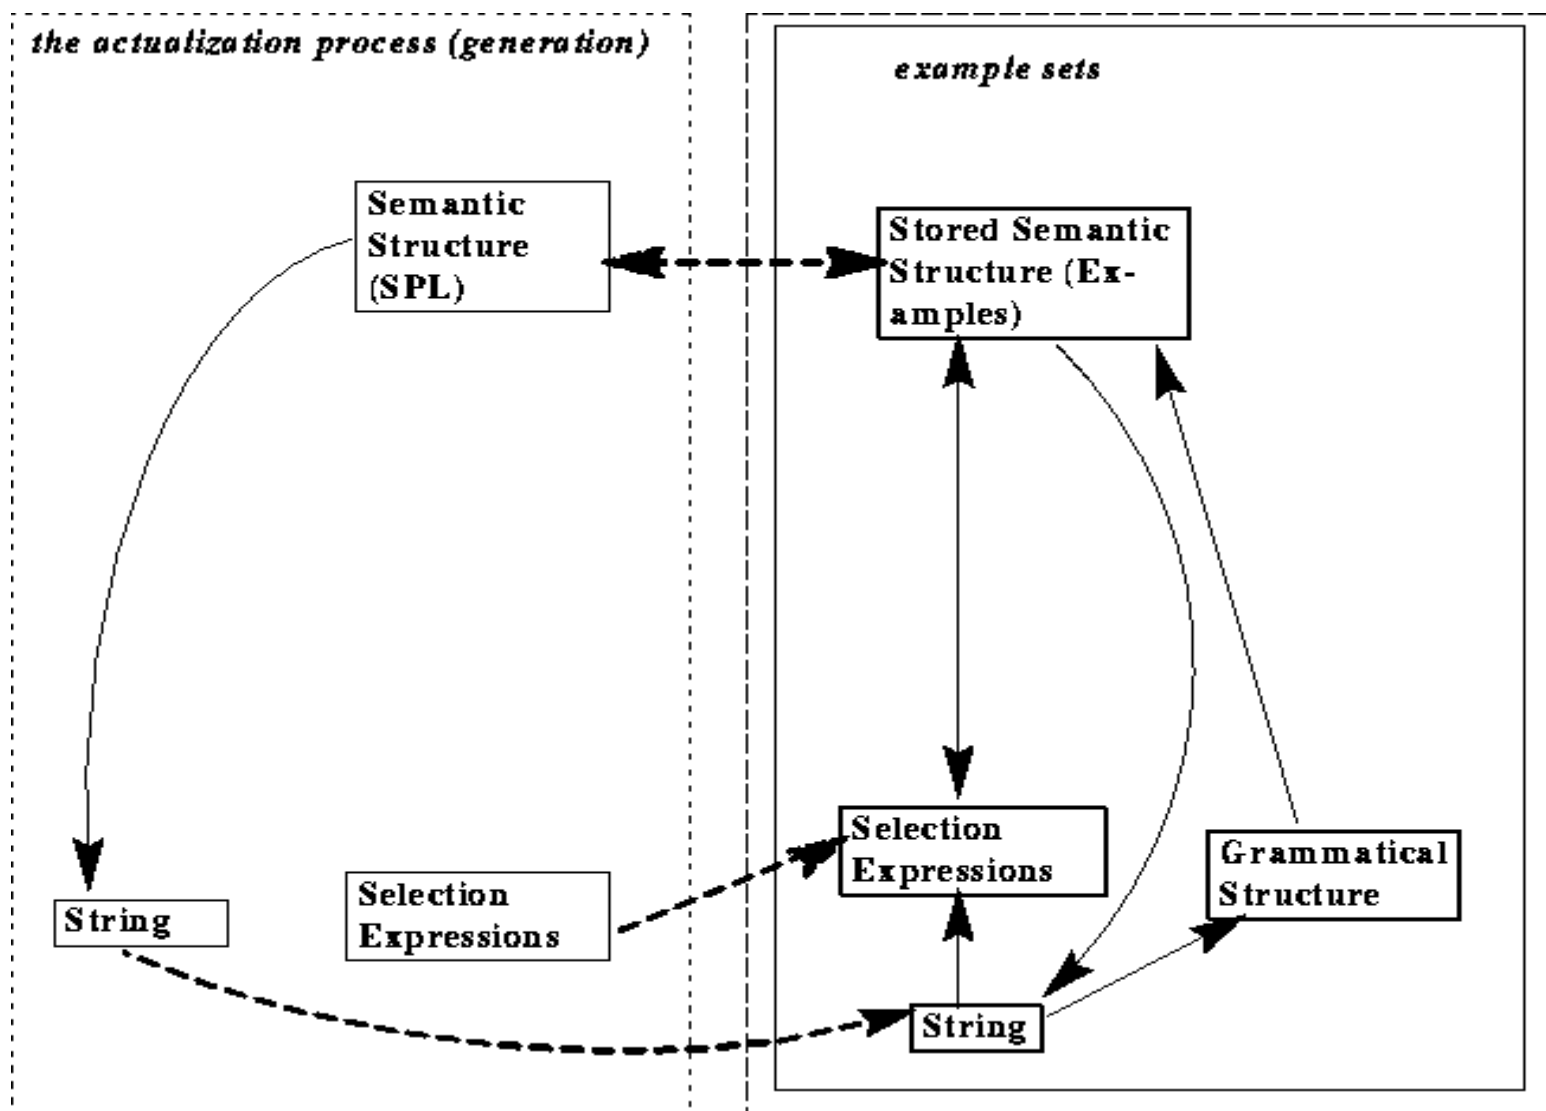 the actualization process (generation)
example sets
Semantic
Structure
(SPL)
Stored Semantic
Structure (Ex-
amples)
Selection
Expressions
Grammatical
Structure
String
Selection
Expressions
String